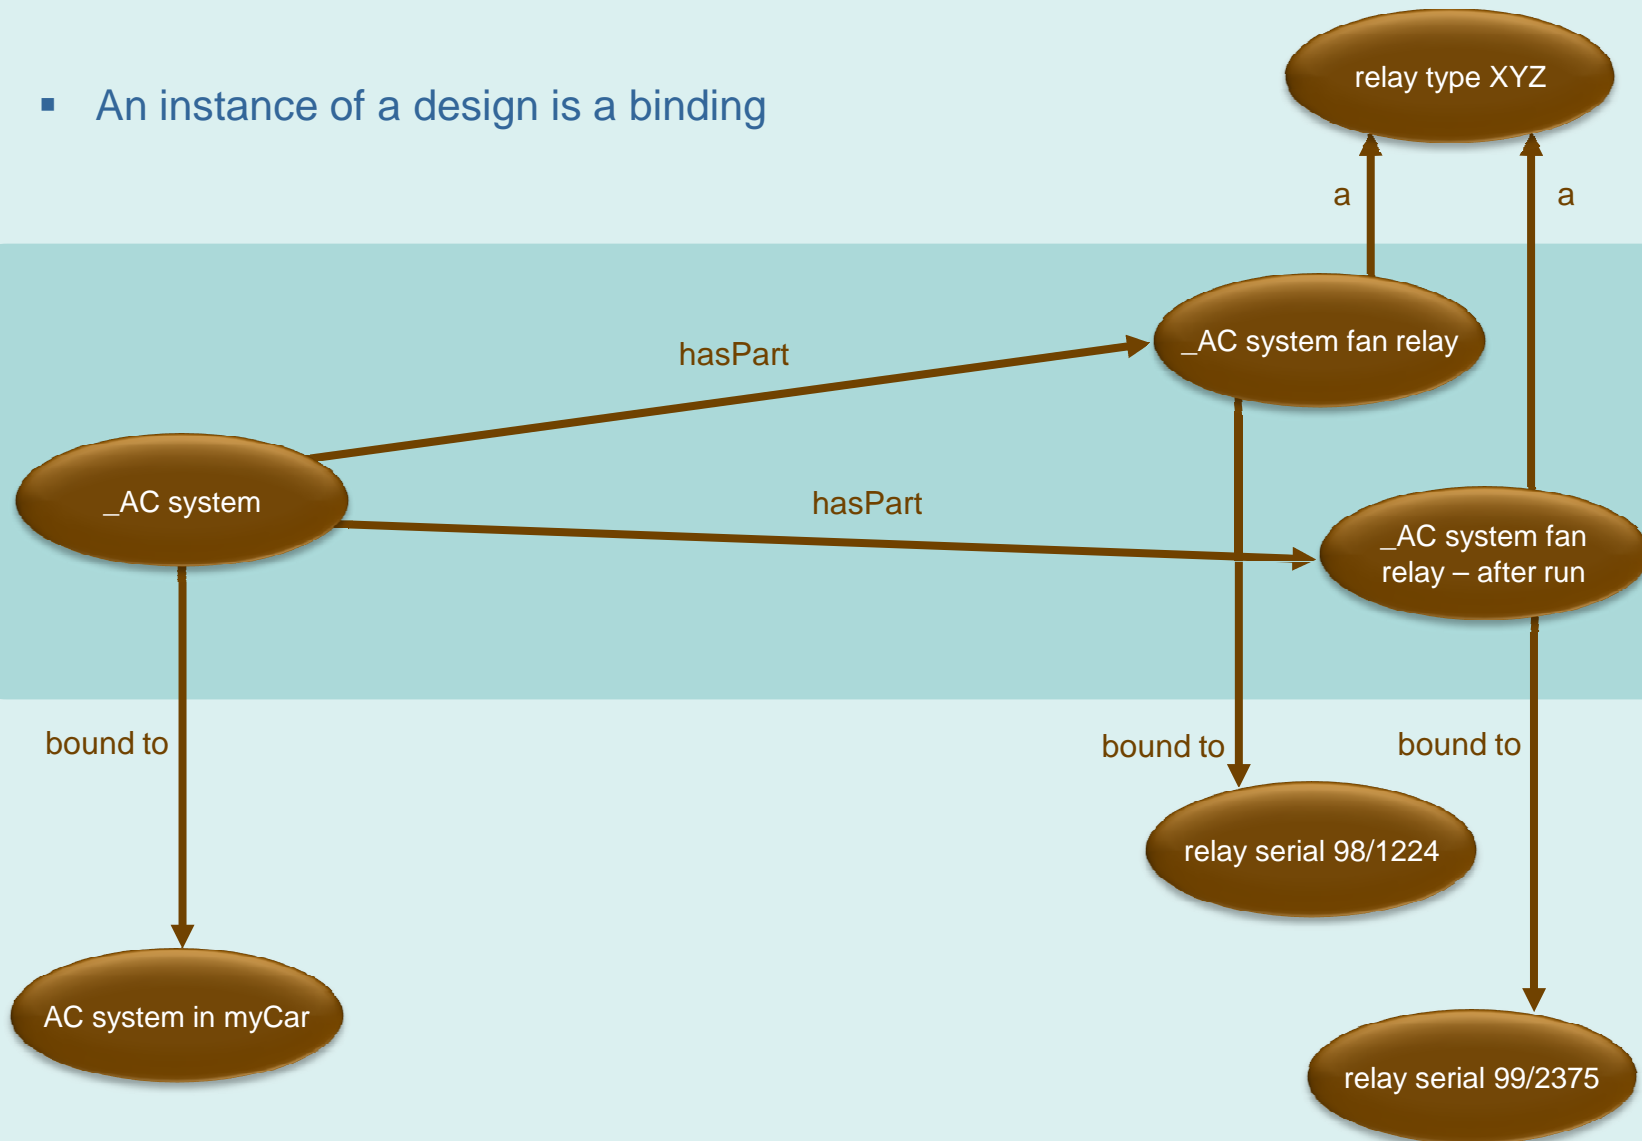 ▪ An instance of a design is a binding
relay type XYZ
a
a
_AC system fan relay
hasPart
_AC system
hasPart
_AC system fan
relay – after run
bound to
bound to
bound to
relay serial 98/1224
AC system in myCar
relay serial 99/2375